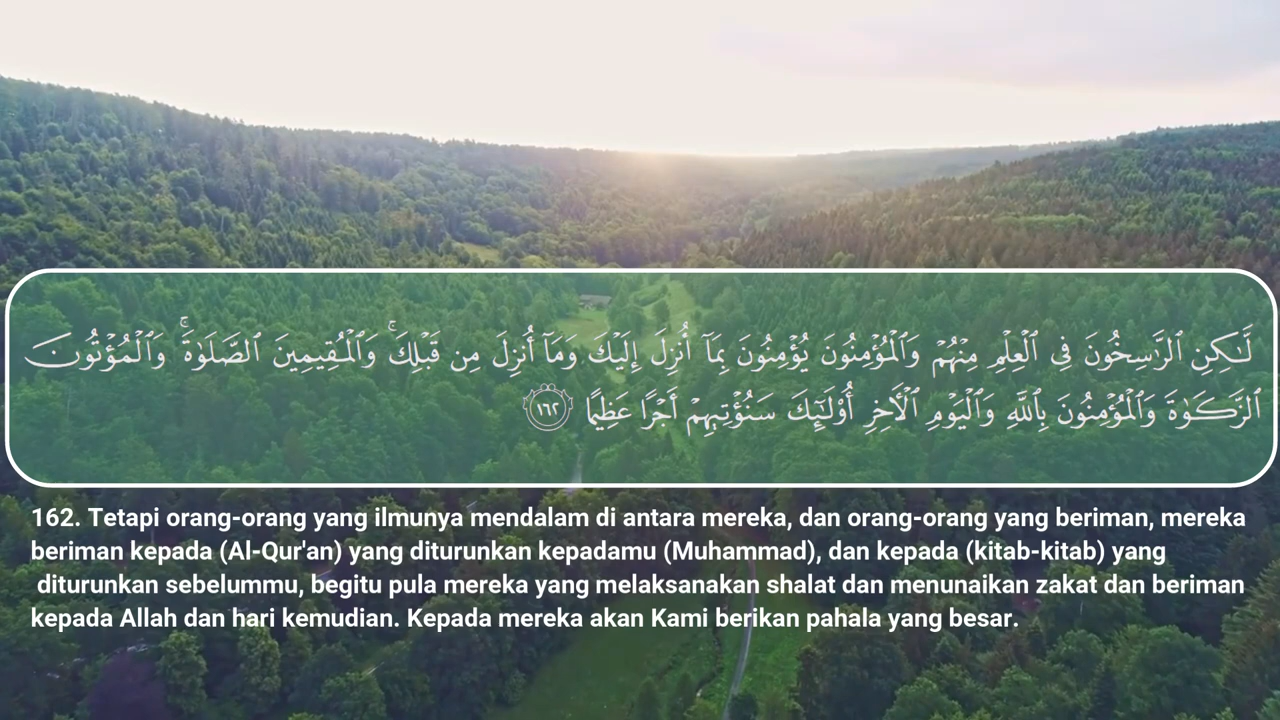 لَّـٰكِنِ ٱلرَّٰسِخُونَ فِى ٱلْعِلْمِ مِنْهُمْ وَٱلْمُؤْمِنُونَ يُؤْمِنُونَ بِمَآ أُنزِلَ إِلَيْكَ وَمَآ أُنزِلَ مِن قَبْلِكَ ۚ وَٱلْمُقِيمِينَ ٱلصَّلَوٰةَ ۚ وَٱلْمُؤْتُونَ
ٱلزَّكَوٰةَ وَٱلْمُؤْمِنُونَ بِٱللَّهِ وَٱلْيَوْمِ ٱلْـَٔاخِرِ أُو۟لَـٰٓئِكَ سَنُؤْتِيهِمْ أَجْرًا عَظِيمًا ١٦٢
162. Tetapi orang-orang yang ilmunya mendalam di antara mereka, dan orang-orang yang beriman, mereka
beriman kepada (Al-Qur'an) yang diturunkan kepadamu (Muhammad), dan kepada (kitab-kitab) yang
diturunkan sebelummu, begitu pula mereka yang melaksanakan shalat dan menunaikan zakat dan beriman
kepada Allah dan hari kemudian. Kepada mereka akan Kami berikan pahala yang besar.